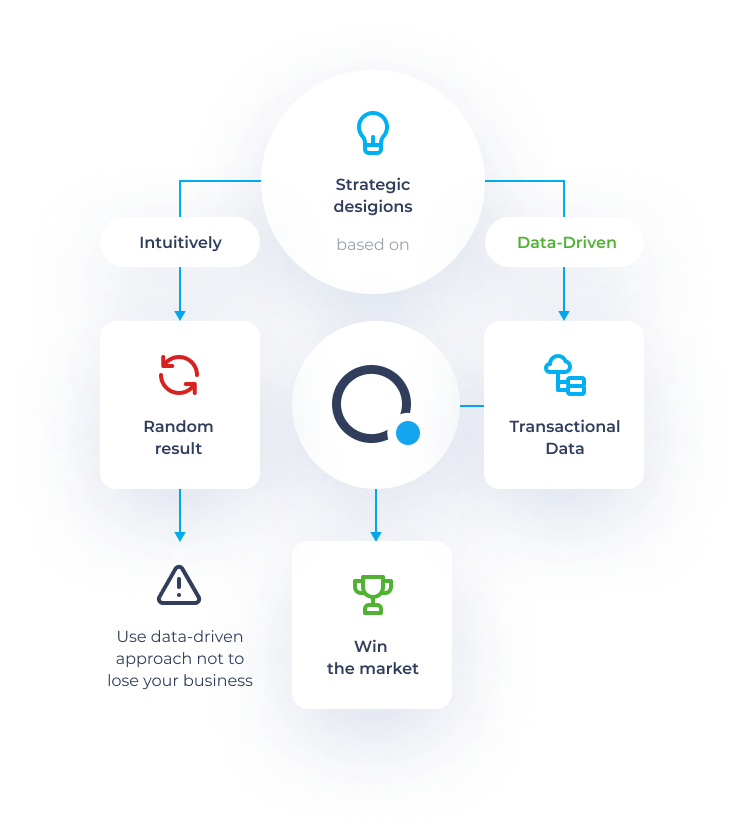 Strategic
desigions
based on
Intuitively
Data-Driven
Random
result
Transactional
Data
Use data-driven
approach not to
lose your business
Win
the market